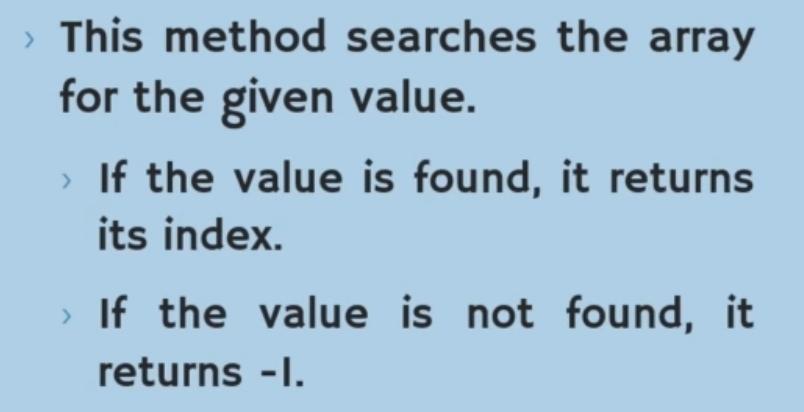 › This method searches the array
for the given value.
› If the value is found, it returns
its index.
› If the value is not found, it
returns -1.